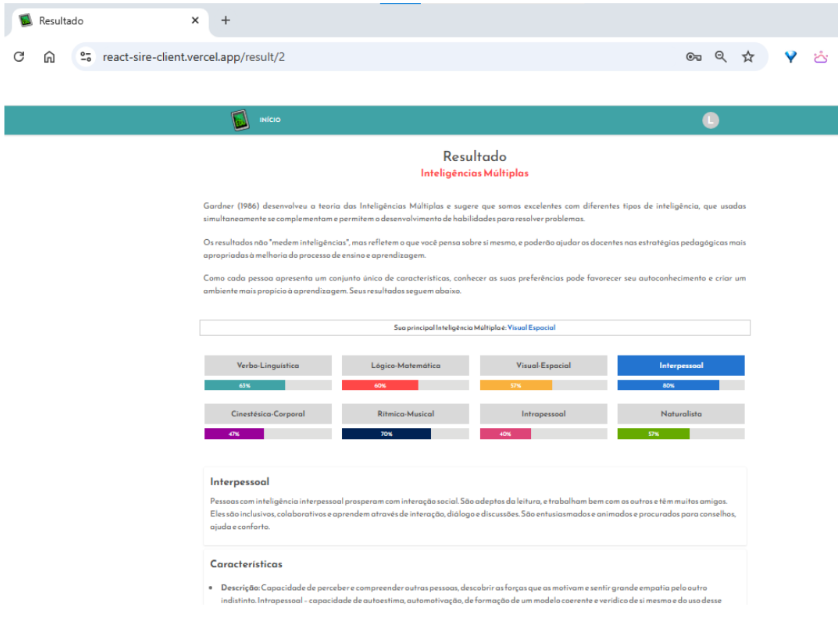 Resultado
react-sire-client.vercel.app/result/2
INÍCIO
L
Resultado
Inteligências Múltiplas
Gardner (1986) desenvolveu a teoria das Inteligências Múltiplas e sugere que somos excelentes com diferentes tipos de inteligência, que usadas
simultaneamente se complementam e permitem o desenvolvimento de habilidades para resolver problemas.
Os resultados não "medem inteligências", mas refletem o que você pensa sobre si mesmo, e poderão ajudar os docentes nas estratégias pedagógicas mais
apropriadas à melhoria do processo de ensino e aprendizagem.
Como cada pessoa apresenta um conjunto único de características, conhecer as suas preferências pode favorecer seu autoconhecimento e criar um
ambiente mais propício à aprendizagem. Seus resultados seguem abaixo.
Sua principal Inteligência Múltipla é: Visual Espacial
Verbo-Linguística Lógico-Matemática Visual-Espacial Interpessoal
63% 60% 57% 80%
Cinestésica-Corporal Rítmica-Musical Intrapessoal Naturalista
47% 70% 40% 57%
Interpessoal
Pessoas com inteligência interpessoal prosperam com interação social. São adeptos da leitura, e trabalham bem com os outros e têm muitos amigos.
Eles são inclusivos, colaborativos e aprendem através de interação, diálogo e discussões. São entusiasmados e animados e procurados para conselhos,
ajuda e conforto.
Características
• Descrição: Capacidade de perceber e compreender outras pessoas, descobrir as forças que as motivam e sentir grande empatia pelo outro
indistinto. Intrapessoal – capacidade de autoestima, automotivação, de formação de um modelo coerente e verídico de si mesmo e do uso desse